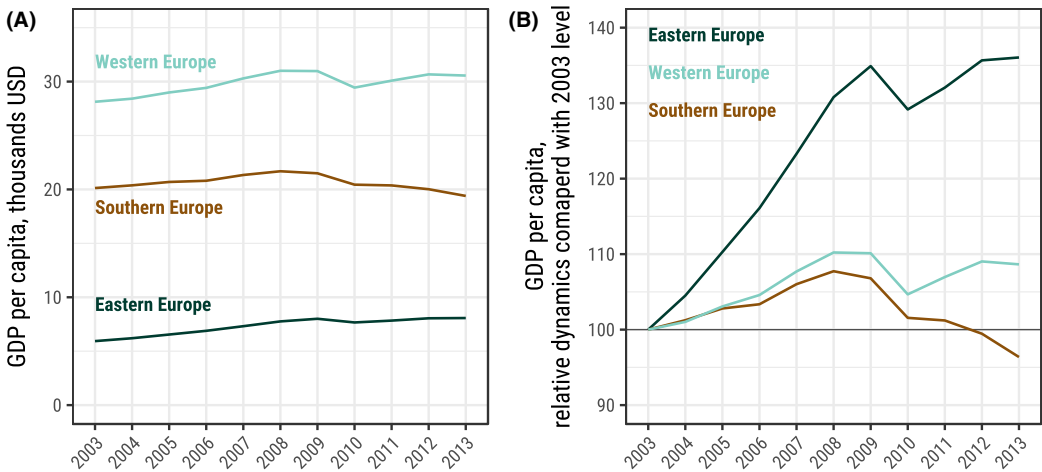 (A)
GDP per capita, thousands USD
30
20
10
0
Western Europe
Southern Europe
Eastern Europe
2003
2004
2005
2006
2007
2008
2009
2010
2011
2012
2013
(B)
GDP per capita,
relative dynamics comaperd with 2003 level
140
130
120
110
100
90
Eastern Europe
Western Europe
Southern Europe
2003
2004
2005
2006
2007
2008
2009
2010
2011
2012
2013